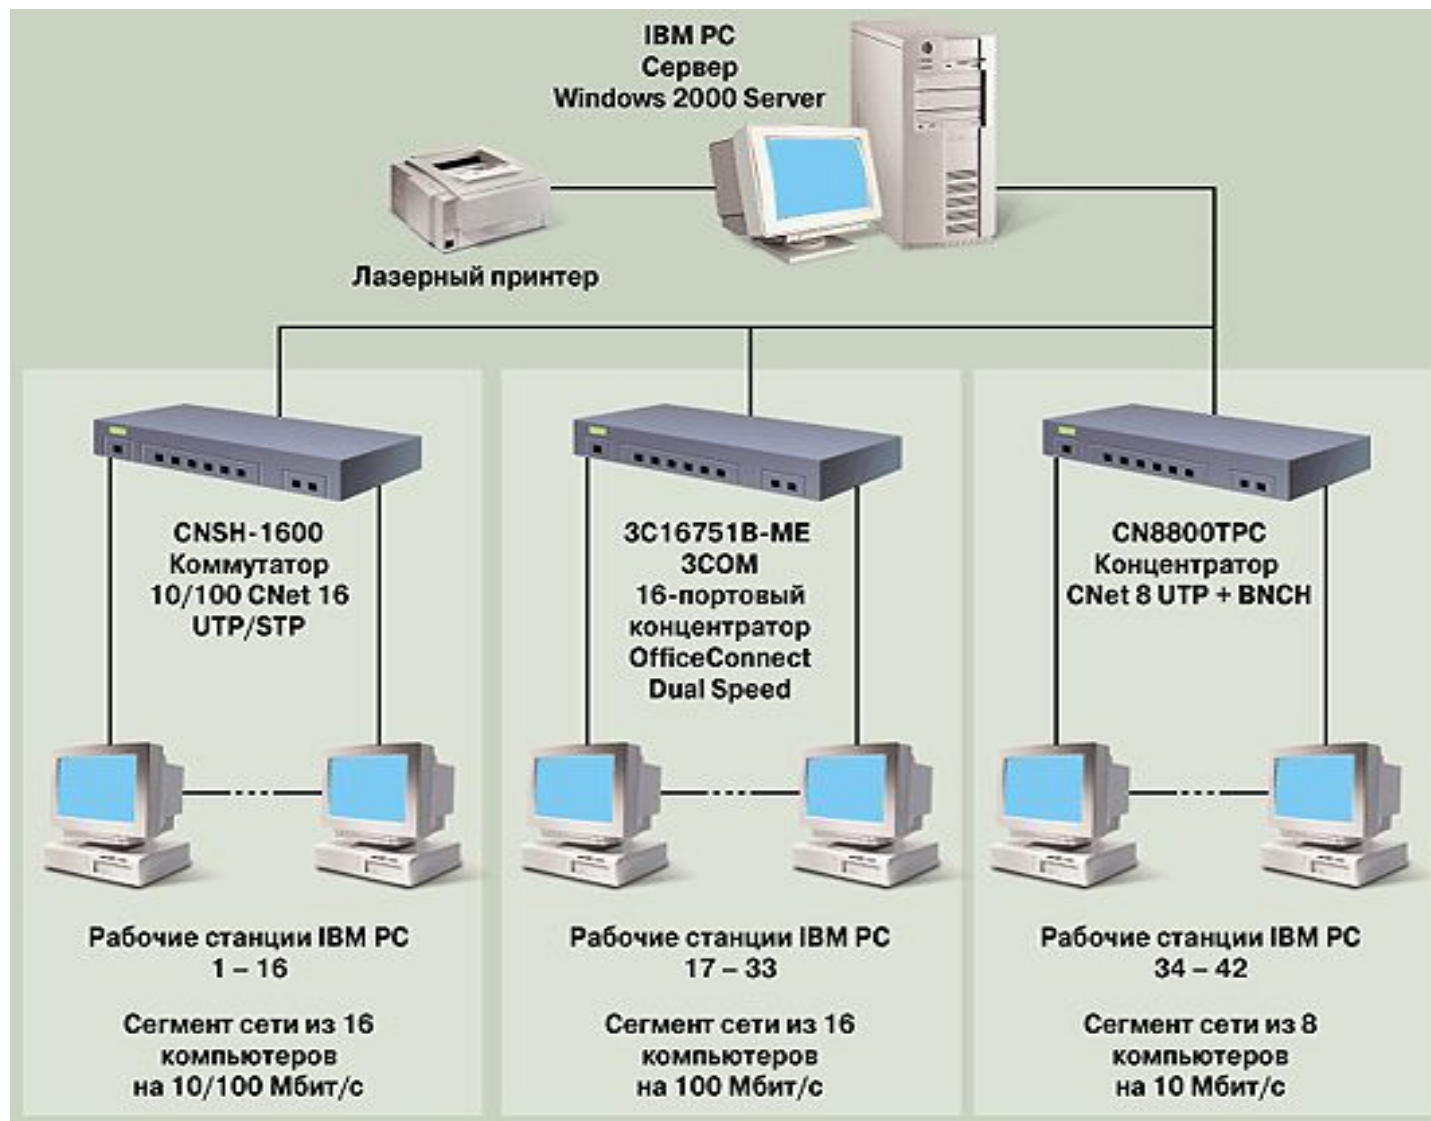 IBM PC
Сервер
Windows 2000 Server
Лазерный принтер
CNSH-1600
Коммутатор
10/100 CNet 16
UTP/STP
3C16751B-ME
3COM
16-портовый
концентратор
OfficeConnect
Dual Speed
CN8800TPC
Концентратор
CNet 8 UTP + BNCH
Рабочие станции IBM PC
1 – 16
Сегмент сети из 16
компьютеров
на 10/100 Мбит/с
Рабочие станции IBM PC
17 – 33
Сегмент сети из 16
компьютеров
на 100 Мбит/с
Рабочие станции IBM PC
34 – 42
Сегмент сети из 8
компьютеров
на 10 Мбит/с